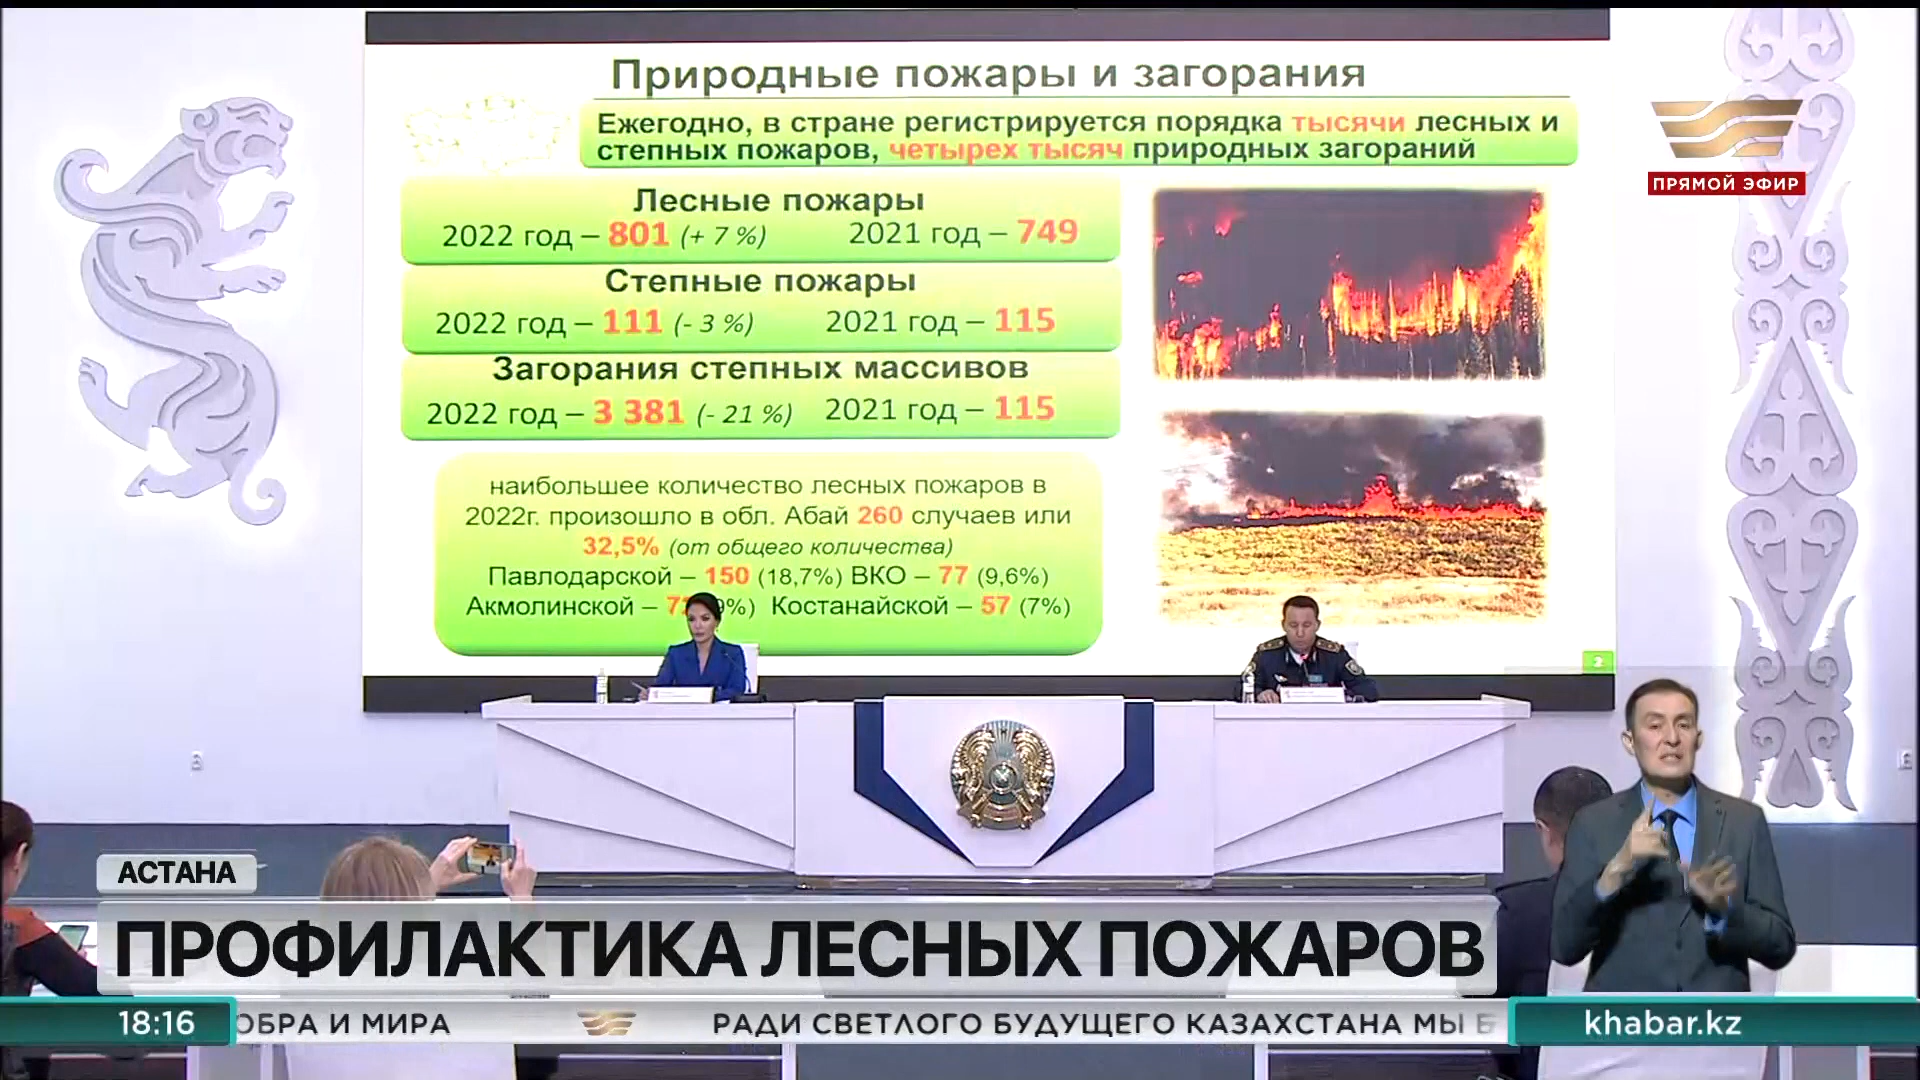 Природные пожары и загорания
Ежегодно, в стране регистрируется порядка тысячи лесных и
степных пожаров, четырех тысяч природных загораний
ПРЯМОЙ ЭФИР
Лесные пожары
2022 год – 801 (+ 7 %) 2021 год – 749
Степные пожары
2022 год – 111 (- 3 %) 2021 год – 115
Загорания степных массивов
2022 год – 3 381 (- 21 %) 2021 год – 115
наибольшее количество лесных пожаров в
2022г. произошло в обл. Абай 260 случаев или
32,5% (от общего количества)
Павлодарской – 150 (18,7%) ВКО – 77 (9,6%)
Акмолинской – 9%) Костанайской – 57 (7%)
2
АСТАНА
ПРОФИЛАКТИКА ЛЕСНЫХ ПОЖАРОВ
18:16 ОБРА И МИРА РАДИ СВЕТЛОГО БУДУЩЕГО КАЗАХСТАНА МЫ khabar.kz